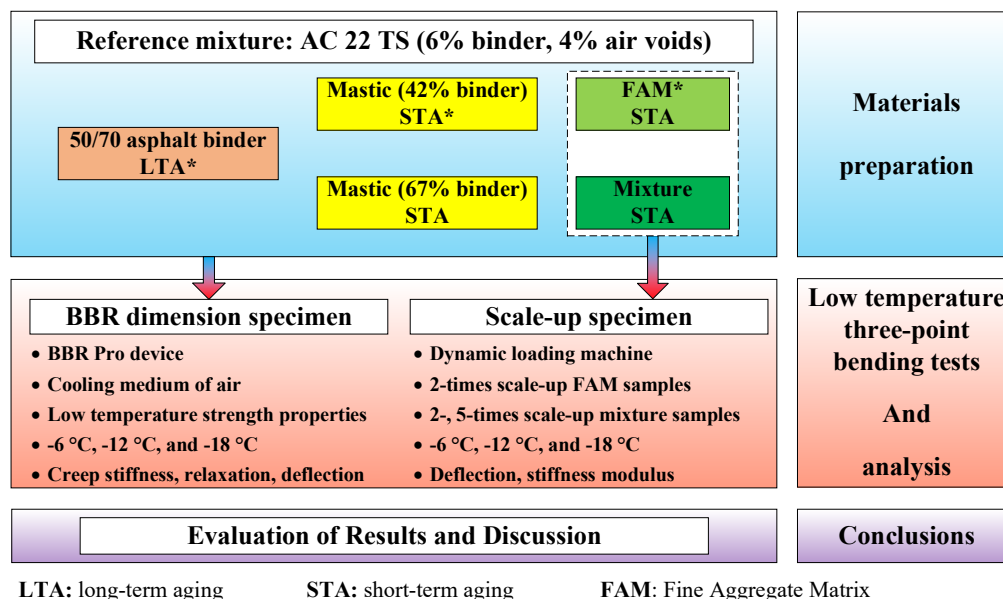 Reference mixture: AC 22 TS (6% binder, 4% air voids)
50/70 asphalt binder
LTA*
Mastic (42% binder)
STA*
Mastic (67% binder)
STA
FAM*
STA
Mixture
STA
Materials
preparation
BBR dimension specimen
• BBR Pro device
• Cooling medium of air
• Low temperature strength properties
• -6 °C, -12 °C, and -18 °C
• Creep stiffness, relaxation, deflection
Scale-up specimen
• Dynamic loading machine
• 2-times scale-up FAM samples
• 2-, 5-times scale-up mixture samples
• -6 °C, -12 °C, and -18 °C
• Deflection, stiffness modulus
Low temperature
three-point
bending tests
And
analysis
Evaluation of Results and Discussion
Conclusions
LTA: long-term aging STA: short-term aging FAM: Fine Aggregate Matrix